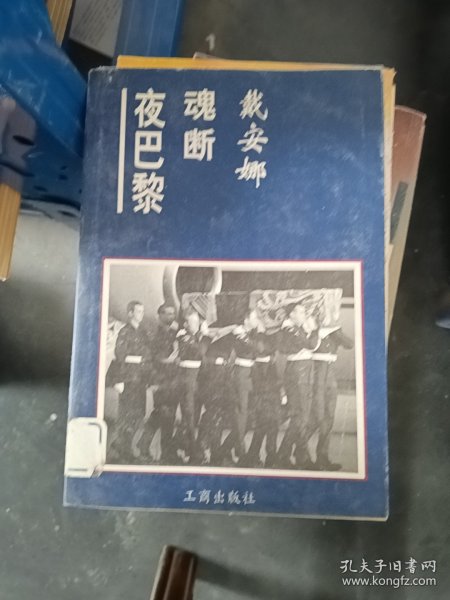 戴安娜
魂断
夜巴黎
工商出版社
孔夫子旧书网
www.kongfz.com